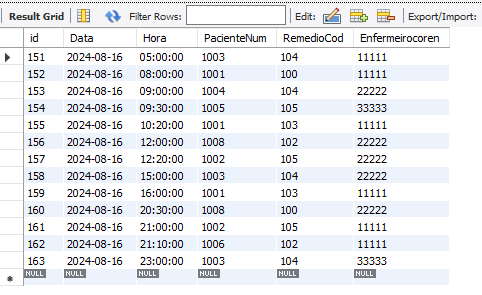 Result Grid Filter Rows: Edit: Export/Import:
id Data Hora PacienteNum RemedioCod Enfermeirocoren
151 2024-08-16 05:00:00 1003 104 11111
152 2024-08-16 08:00:00 1001 100 11111
153 2024-08-16 09:00:00 1004 104 22222
154 2024-08-16 09:30:00 1005 105 33333
155 2024-08-16 10:20:00 1001 103 11111
156 2024-08-16 12:00:00 1008 102 22222
157 2024-08-16 12:20:00 1002 105 22222
158 2024-08-16 15:00:00 1003 104 22222
159 2024-08-16 16:00:00 1001 103 11111
160 2024-08-16 20:30:00 1008 100 22222
161 2024-08-16 21:00:00 1002 105 11111
162 2024-08-16 21:10:00 1006 102 11111
163 2024-08-16 23:00:00 1003 104 33333
NULL NULL NULL NULL NULL NULL